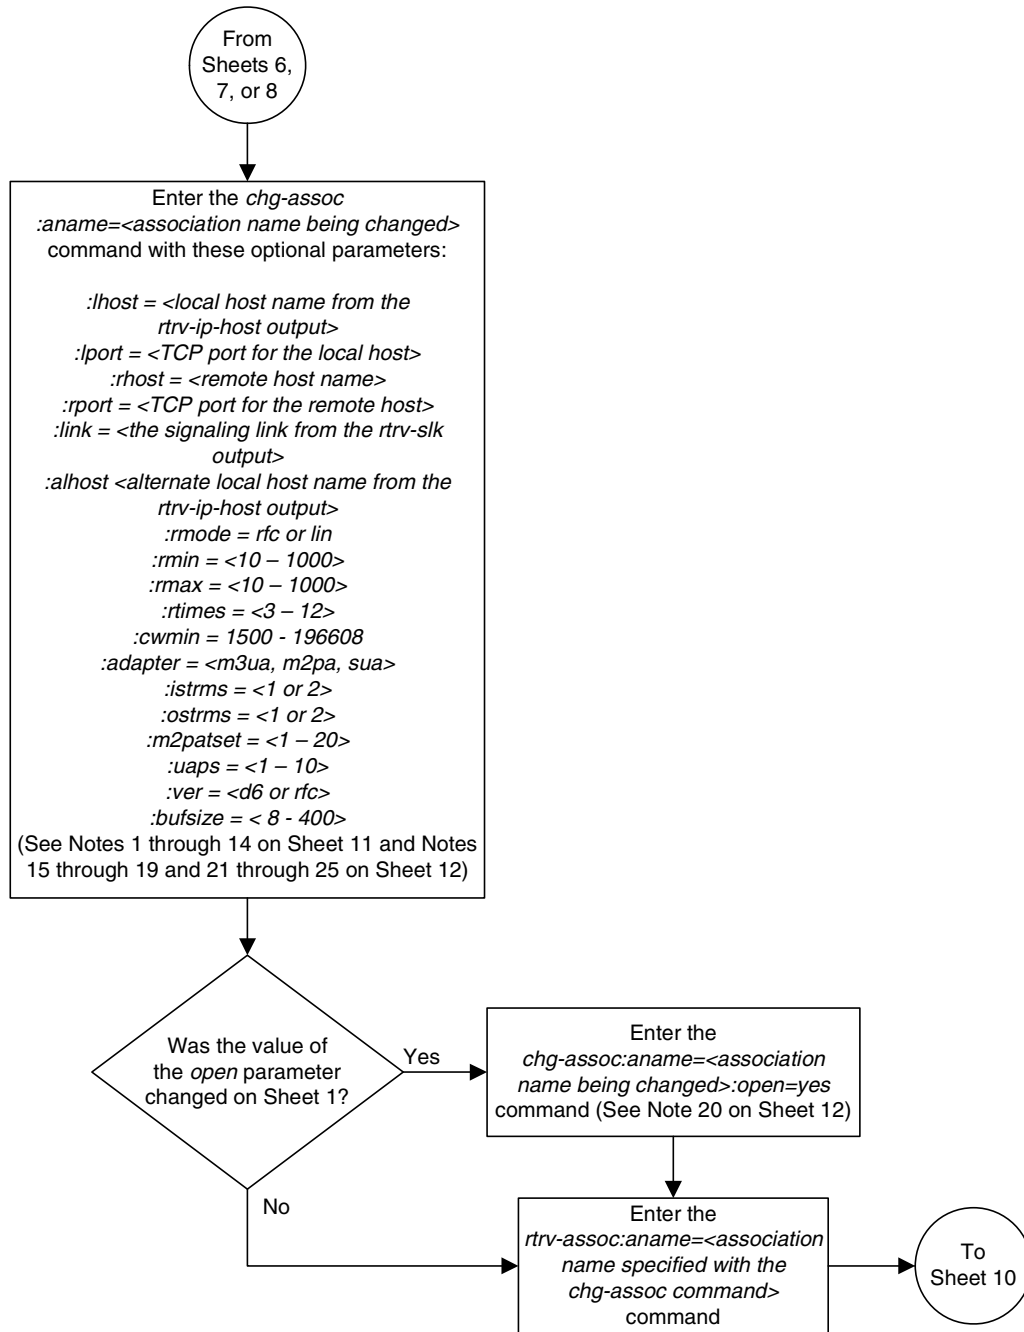 From
Sheets 6,
7, or 8
Enter the chg-assoc
:aname=<association name being changed>
command with these optional parameters:
:lhost = <local host name from the
rtrv-ip-host output>
:lport = <TCP port for the local host>
:rhost = <remote host name>
:rport = <TCP port for the remote host>
:link = <the signaling link from the rtrv-slk
output>
:alhost <alternate local host name from the
rtrv-ip-host output>
:rmode = rfc or lin
:rmin = <10 – 1000>
:rmax = <10 – 1000>
:rtimes = <3 – 12>
:cwmin = 1500 - 196608
:adapter = <m3ua, m2pa, sua>
:istrms = <1 or 2>
:ostrms = <1 or 2>
:m2patset = <1 – 20>
:uaps = <1 – 10>
:ver = <d6 or rfc>
:bufsize = < 8 - 400>
(See Notes 1 through 14 on Sheet 11 and Notes
15 through 19 and 21 through 25 on Sheet 12)
Was the value of
the open parameter
changed on Sheet 1?
Yes
Enter the
chg-assoc:aname=<association
name being changed>:open=yes
command (See Note 20 on Sheet 12)
No
Enter the
rtrv-assoc:aname=<association
name specified with the
chg-assoc command>
command
To
Sheet 10